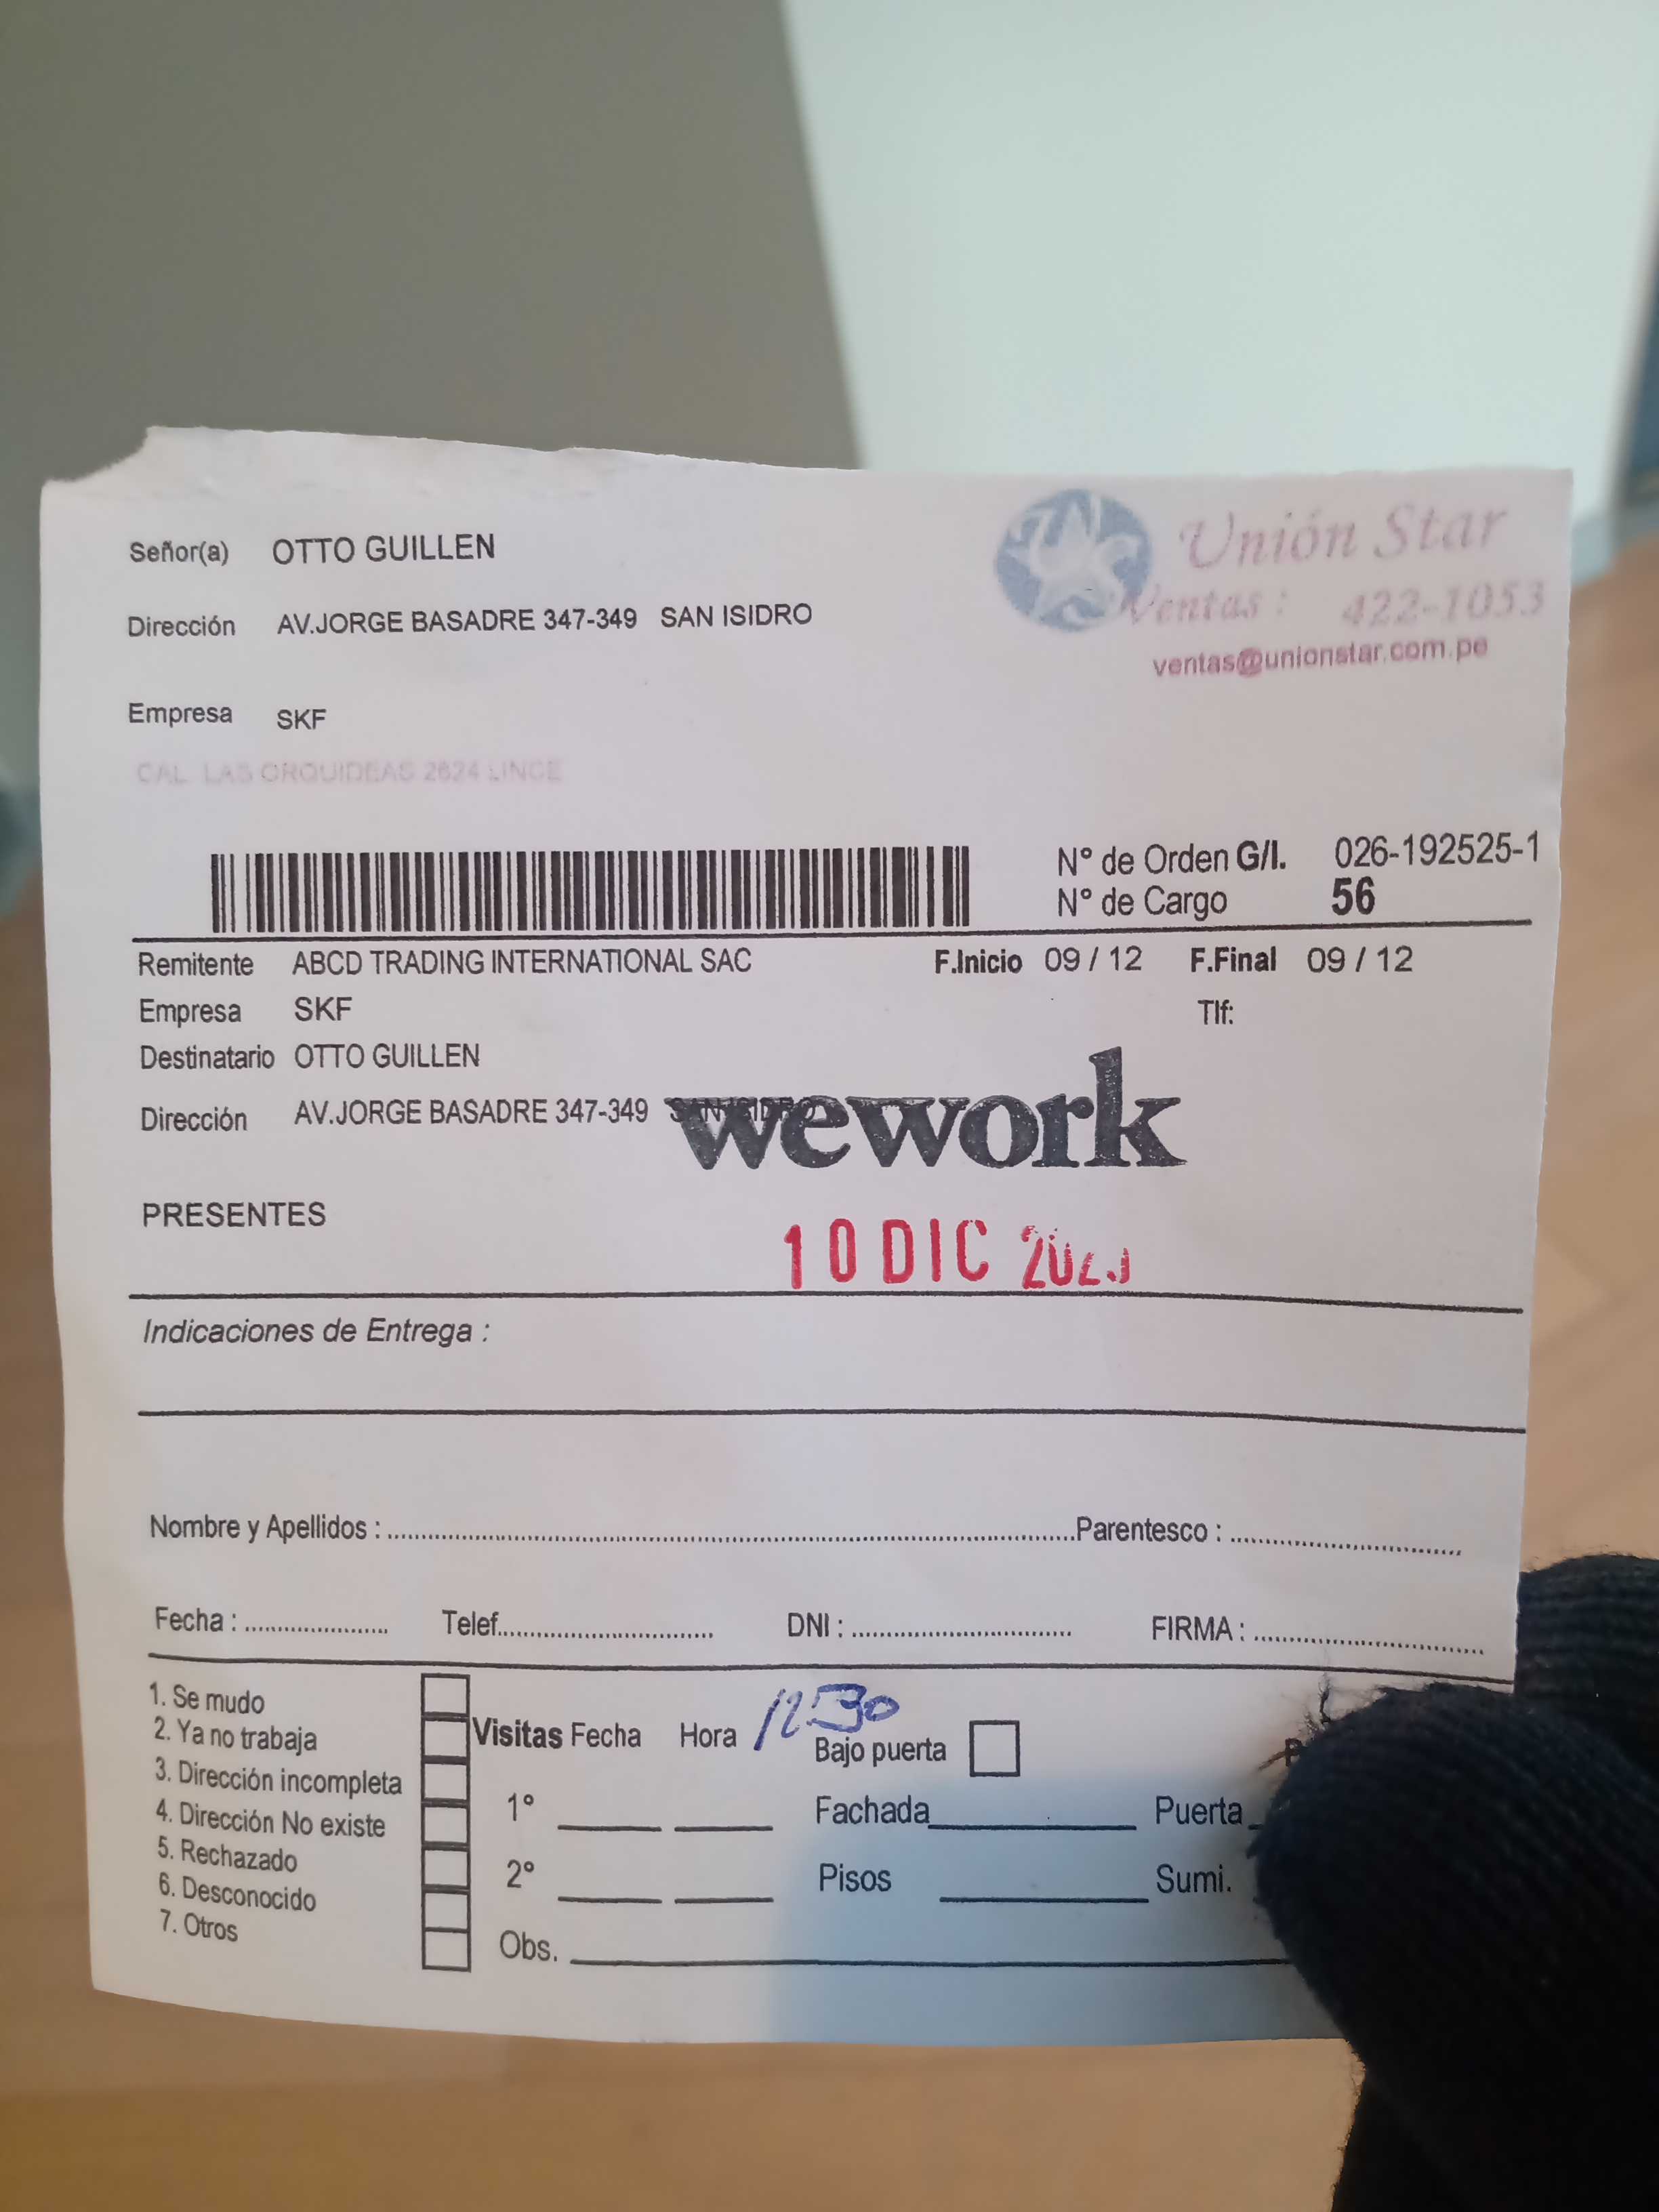 Señor(a) OTTO GUILLEN
Unión Star
Ventas : 422-1053
ventas@unionstar.com.pe
Dirección AV.JORGE BASADRE 347-349 SAN ISIDRO
Empresa SKF
CAL LAS ORQUIDEAS 2624 LINCE
N° de Orden G/I. 026-192525-1
N° de Cargo 56
Remitente ABCD TRADING INTERNATIONAL SAC F.Inicio 09 / 12 F.Final 09 / 12
Empresa SKF Tlf:
Destinatario OTTO GUILLEN
Dirección AV.JORGE BASADRE 347-349 SAN ISIDRO
wework
PRESENTES
10 DIC
Indicaciones de Entrega :
Nombre y Apellidos : Parentesco :
Fecha : Telef. DNI : FIRMA :
1. Se mudo
2. Ya no trabaja
3. Dirección incompleta
4. Dirección No existe
5. Rechazado
6. Desconocido
7. Otros
Visitas Fecha Hora 12:30
Bajo puerta
1° Fachada Puerta
2° Pisos Sumi.
Obs.